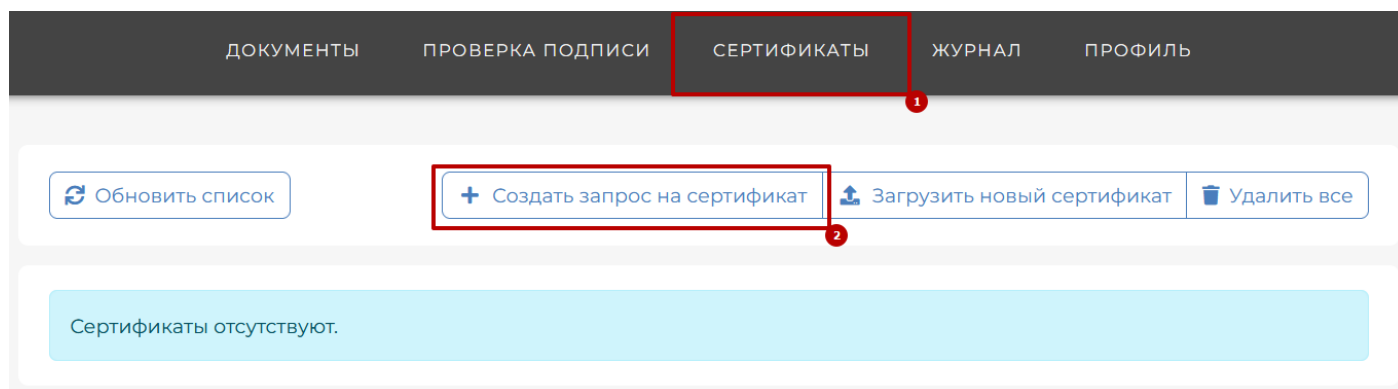 ДОКУМЕНТЫ ПРОВЕРКА ПОДПИСИ СЕРТИФИКАТЫ ЖУРНАЛ ПРОФИЛЬ
1
Обновить список + Создать запрос на сертификат Загрузить новый сертификат Удалить все
2
Сертификаты отсутствуют.